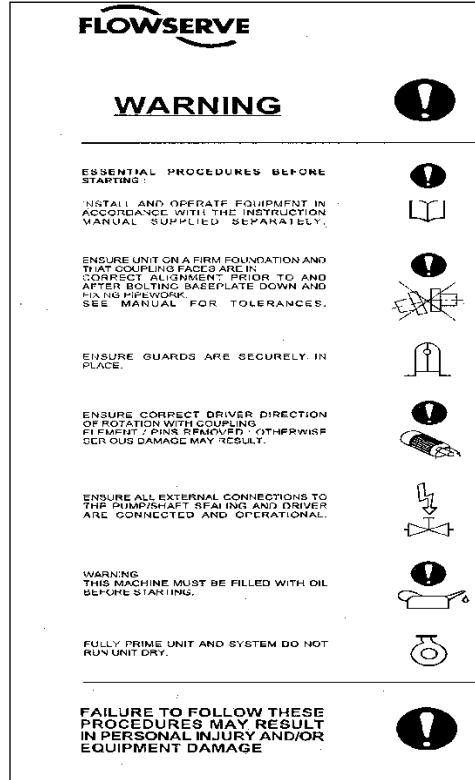 FLOWSERVE
WARNING
ESSENTIAL PROCEDURES BEFORE
STARTING :
INSTALL AND OPERATE EQUIPMENT IN
ACCORDANCE WITH THE INSTRUCTION
MANUAL SUPPLIED SEPARATELY.
ENSURE UNIT ON A FIRM FOUNDATION AND
THAT COUPLING FACES ARE IN
CORRECT ALIGNMENT PRIOR TO AND
AFTER BOLTING BASEPLATE DOWN AND
FIXING PIPEWORK.
SEE MANUAL FOR TOLERANCES.
ENSURE GUARDS ARE SECURELY IN
PLACE.
ENSURE CORRECT DRIVER DIRECTION
OF ROTATION WITH COUPLING
ELEMENT / PINS REMOVED : OTHERWISE
SERIOUS DAMAGE MAY RESULT.
ENSURE ALL EXTERNAL CONNECTIONS TO
THE PUMP/SHAFT SEALING AND DRIVER
ARE CONNECTED AND OPERATIONAL.
WARNING
THIS MACHINE MUST BE FILLED WITH OIL
BEFORE STARTING.
FULLY PRIME UNIT AND SYSTEM DO NOT
RUN UNIT DRY.
FAILURE TO FOLLOW THESE
PROCEDURES MAY RESULT
IN PERSONAL INJURY AND/OR
EQUIPMENT DAMAGE